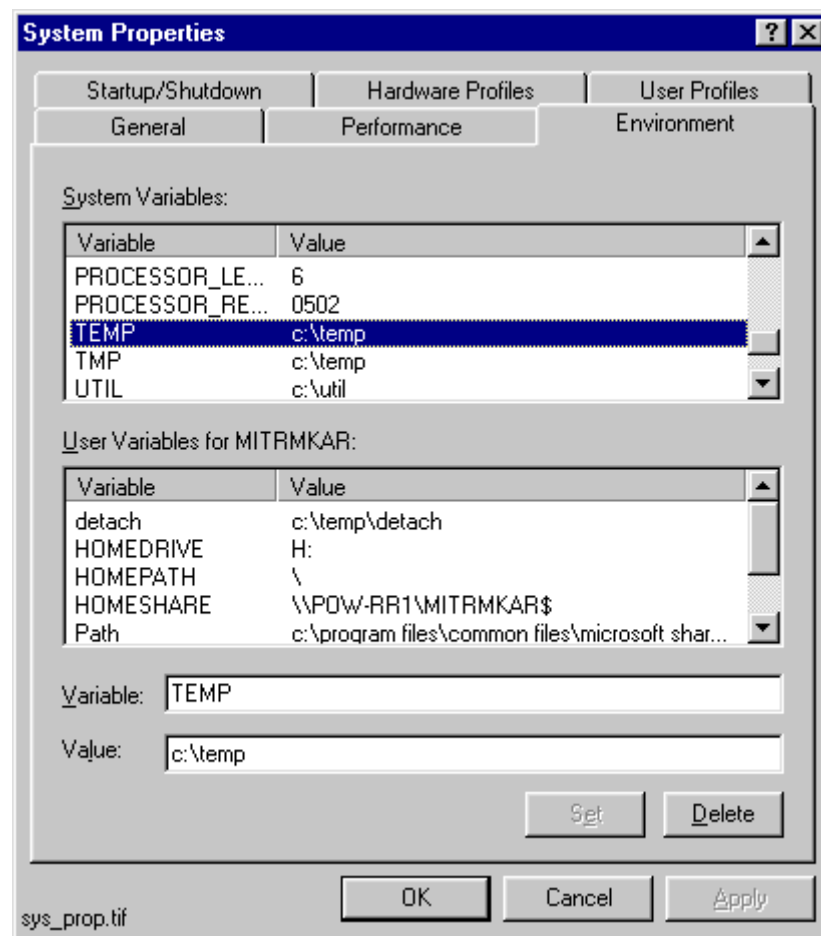 System Properties
Startup/Shutdown Hardware Profiles User Profiles
General Performance Environment
System Variables:
Variable Value
PROCESSOR_LE... 6
PROCESSOR_RE... 0502
TEMP c:\temp
TMP c:\temp
UTIL c:\util
User Variables for MITRMKAR:
Variable Value
detach c:\temp\detach
HOMEDRIVE H:
HOMEPATH \
HOMESHARE \\POW-RR1\MITRMKAR$
Path c:\program files\common files\microsoft shar...
Variable: TEMP
Value: c:\temp
Set Delete
OK Cancel Apply
sys_prop.tif